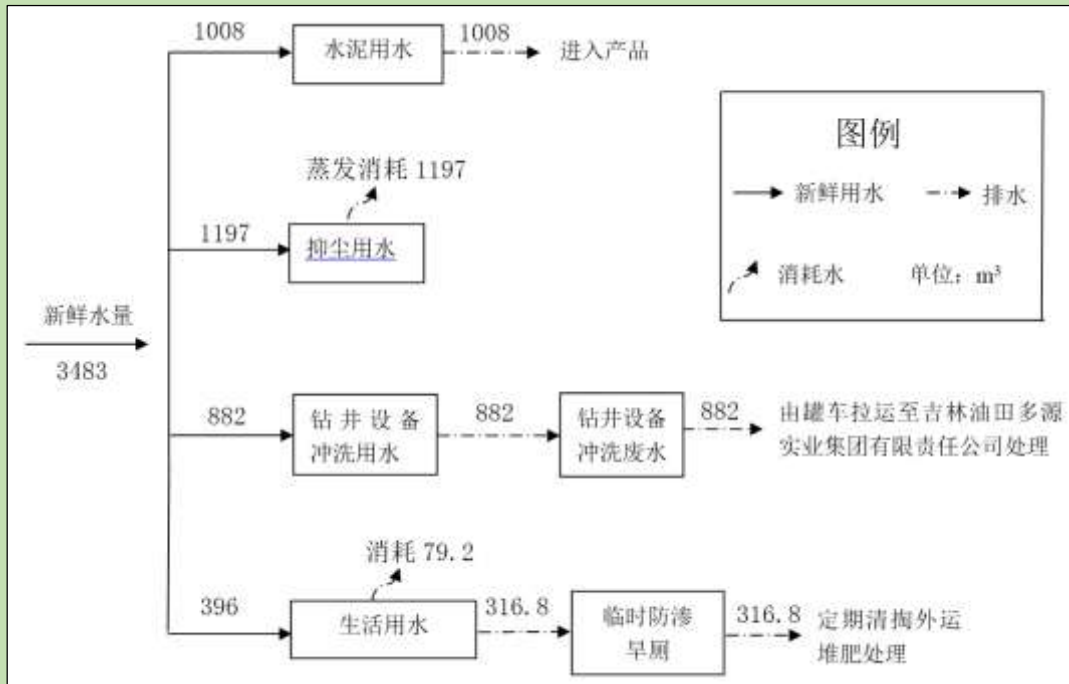 1008
水泥用水
1008
进入产品
图例
新鲜用水
排水
消耗水
单位：m³
蒸发消耗 1197
1197
抑尘用水
新鲜水量
3483
882
钻井设备
冲洗用水
882
钻井设备
冲洗废水
882
由罐车拉运至吉林油田多源
实业集团有限责任公司处理
消耗 79.2
396
生活用水
316.8
临时防渗
旱厕
316.8
定期清掏外运
堆肥处理